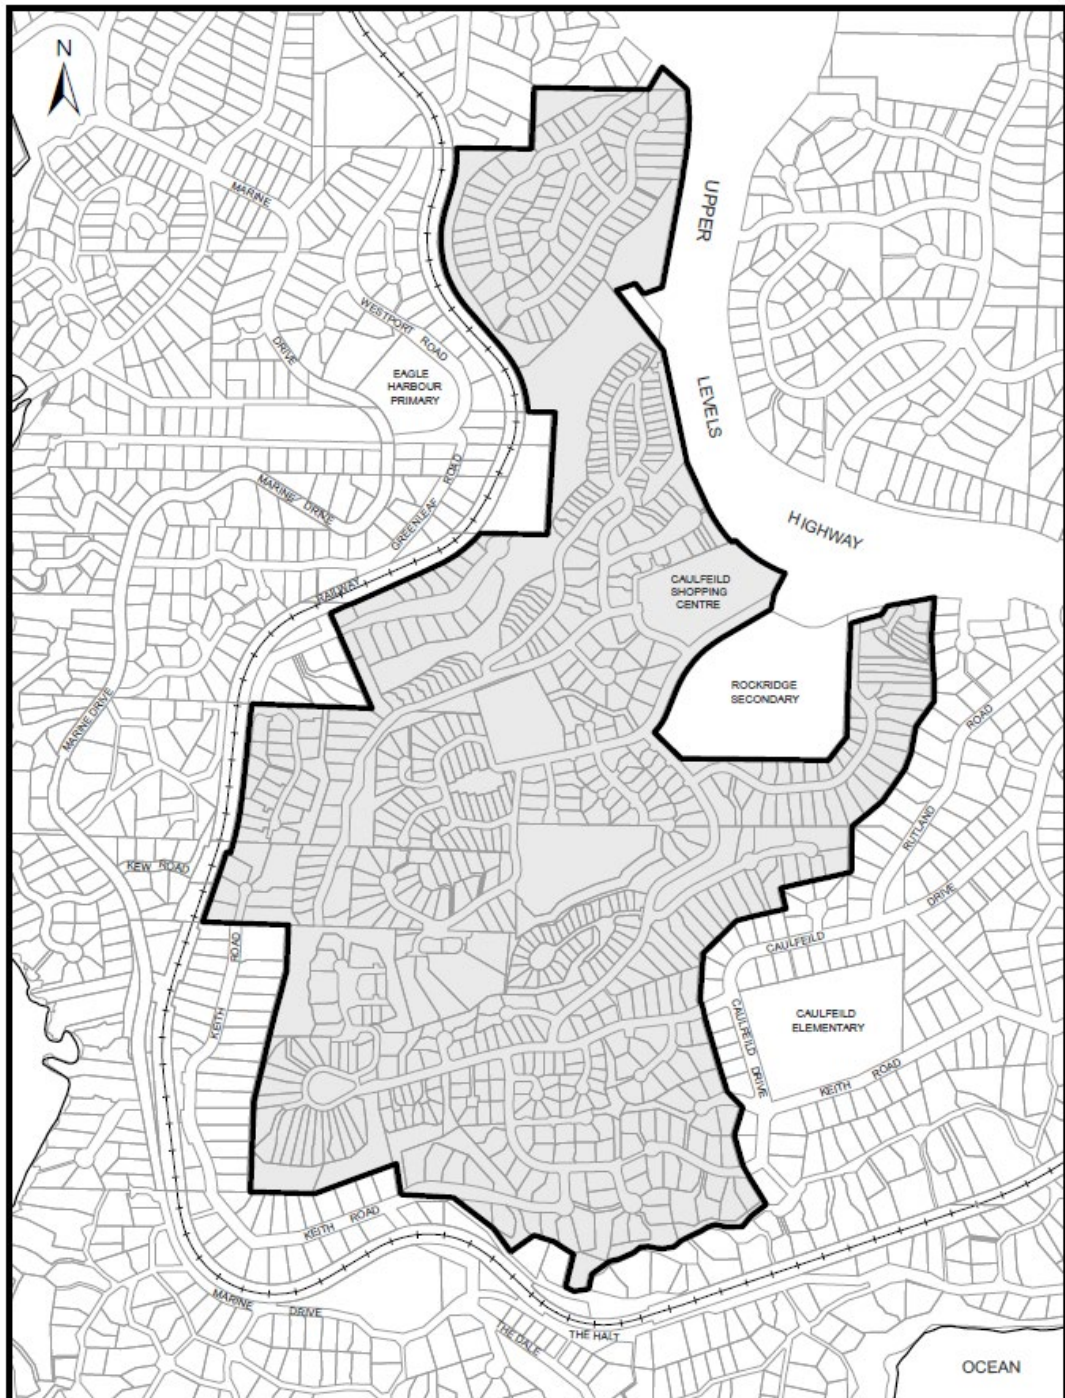 N
MARINE
UPPER
WESTPORT ROAD
DRIVE
EAGLE
HARBOUR
PRIMARY
LEVELS
GREENLEAF ROAD
MARINE DRIVE
HIGHWAY
RAILWAY
CAULFEILD
SHOPPING
CENTRE
ROCKRIDGE
SECONDARY
MARINE DRIVE
ROAD
RUTLAND
KEW ROAD
DRIVE
CAULFEILD
ROAD
KEITH
CAULFEILD
ELEMENTARY
CAULFEILD DRIVE
KEITH ROAD
KEITH ROAD
MARINE DRIVE
THE DALE
THE HALT
OCEAN